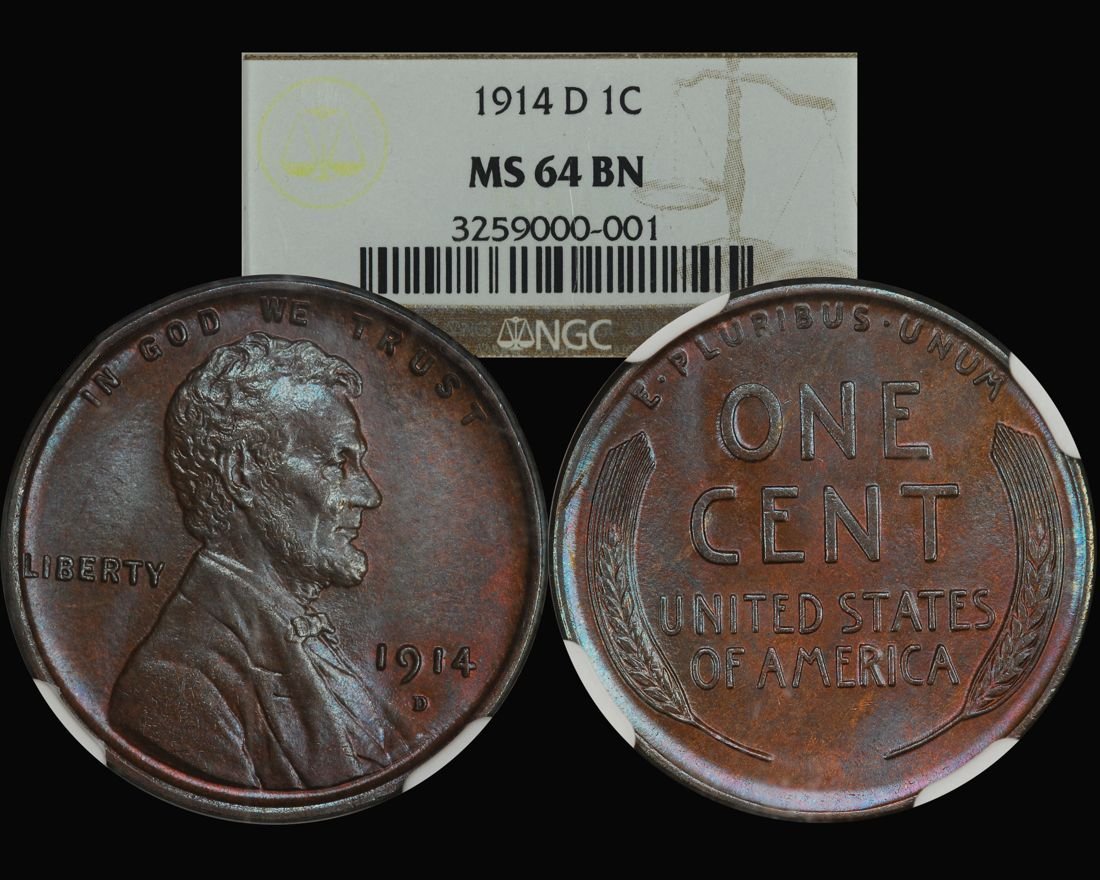 1914 D 1C
MS 64 BN
3259000-001
NGC
IN GOD WE TRUST
LIBERTY
1914
D
E·PLURIBUS·UNUM
ONE
CENT
UNITED STATES
OF AMERICA